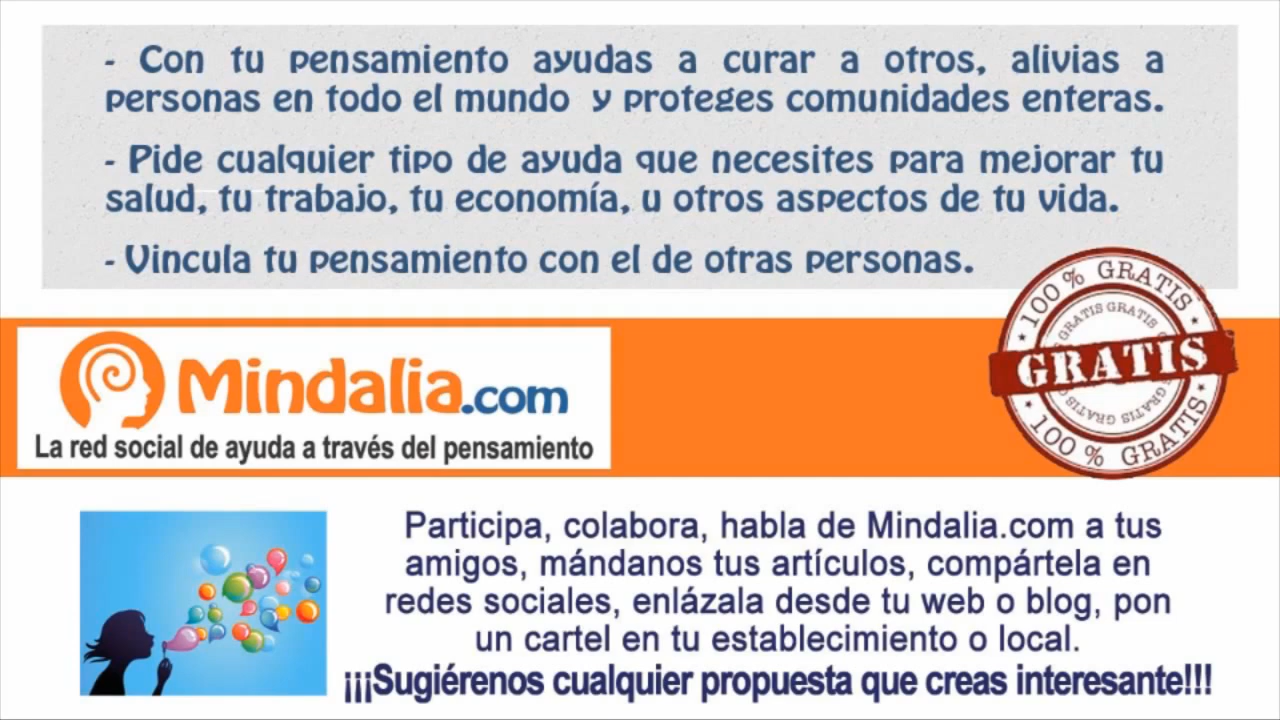 - Con tu pensamiento ayudas a curar a otros, alivias a
personas en todo el mundo y proteges comunidades enteras.
- Pide cualquier tipo de ayuda que necesites para mejorar tu
salud, tu trabajo, tu economía, u otros aspectos de tu vida.
- Vincula tu pensamiento con el de otras personas.
100 % GRATIS
GRATIS GRATIS
GRATIS
GRATIS GRATIS
100 % GRATIS
Mindalia.com
La red social de ayuda a través del pensamiento
Participa, colabora, habla de Mindalia.com a tus
amigos, mándanos tus artículos, compártela en
redes sociales, enlázala desde tu web o blog, pon
un cartel en tu establecimiento o local.
¡¡¡Sugiérenos cualquier propuesta que creas interesante!!!